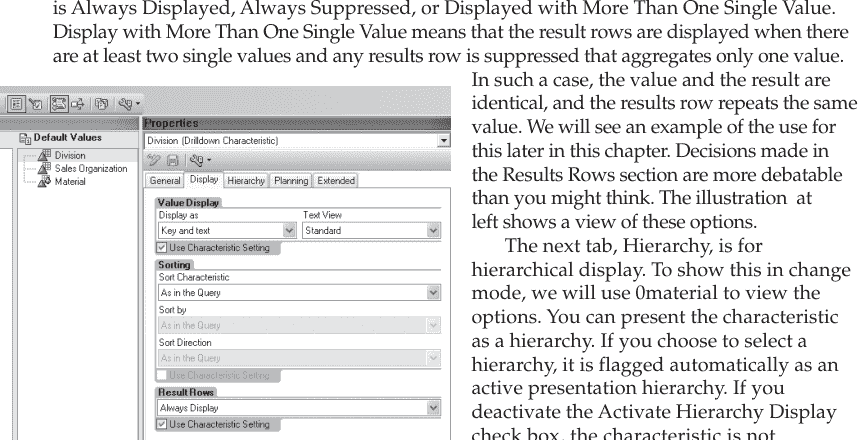 is Always Displayed, Always Suppressed, or Displayed with More Than One Single Value.
Display with More Than One Single Value means that the result rows are displayed when there
are at least two single values and any results row is suppressed that aggregates only one value.
In such a case, the value and the result are
identical, and the results row repeats the same
value. We will see an example of the use for
this later in this chapter. Decisions made in
the Results Rows section are more debatable
than you might think. The illustration at
left shows a view of these options.
The next tab, Hierarchy, is for
hierarchical display. To show this in change
mode, we will use 0material to view the
options. You can present the characteristic
as a hierarchy. If you choose to select a
hierarchy, it is flagged automatically as an
active presentation hierarchy. If you
deactivate the Activate Hierarchy Display
check box, the characteristic is not
Default Values
Division
Sales Organization
Material
Properties
Division (Drilldown Characteristic)
General Display Hierarchy Planning Extended
Value Display
Display as Text View
Key and text Standard
Use Characteristic Setting
Sorting
Sort Characteristic
As in the Query
Sort by
As in the Query
Sort Direction
As in the Query
Use Characteristic Setting
Result Rows
Always Display
Use Characteristic Setting